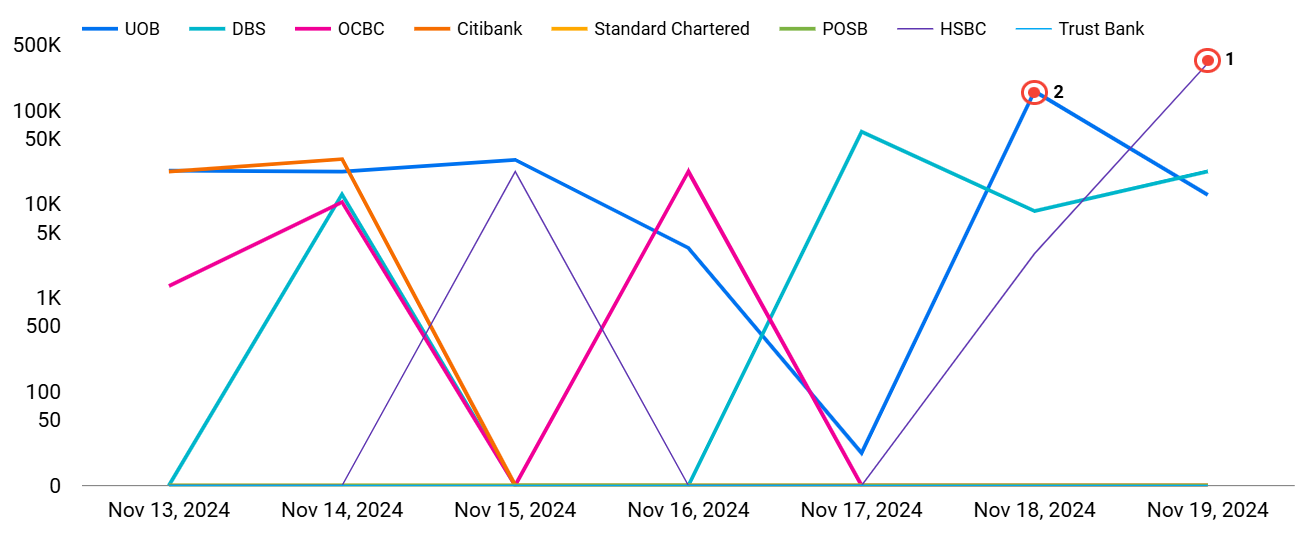 UOB DBS OCBC Citibank Standard Chartered POSB HSBC Trust Bank
500K
1
2
100K
50K
10K
5K
1K
500
100
50
0
Nov 13, 2024 Nov 14, 2024 Nov 15, 2024 Nov 16, 2024 Nov 17, 2024 Nov 18, 2024 Nov 19, 2024